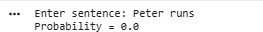 ••• Enter sentence: Peter runs
Probability = 0.0